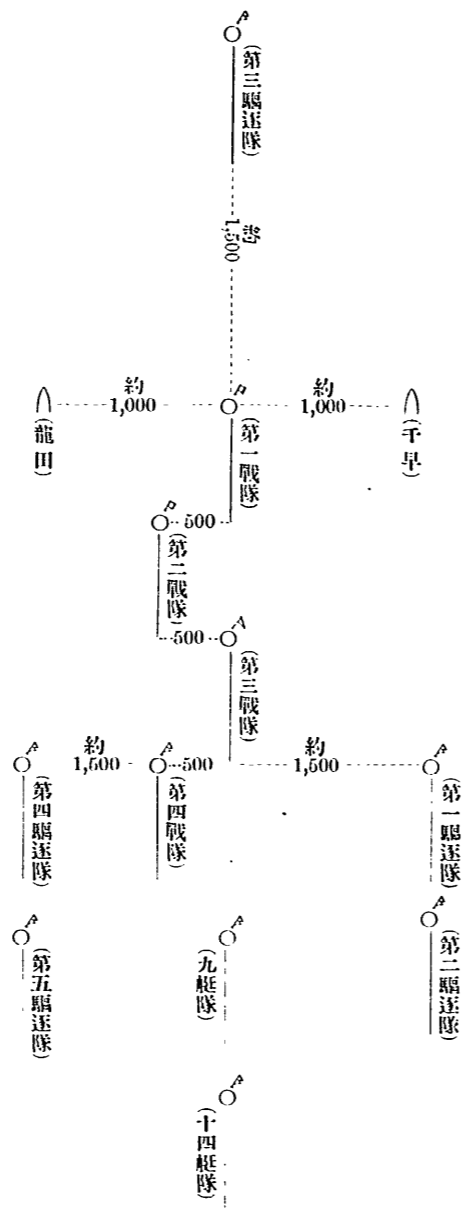 (第三驅逐隊)
約
1,500
約
1,000
約
1,000
(龍田)
(第一戰隊)
(千早)
500
(第二戰隊)
500
(第三戰隊)
約
1,500
500
約
1,500
(第四驅逐隊)
(第四戰隊)
(第一驅逐隊)
(第五驅逐隊)
(九艇隊)
(第二驅逐隊)
(十四艇隊)